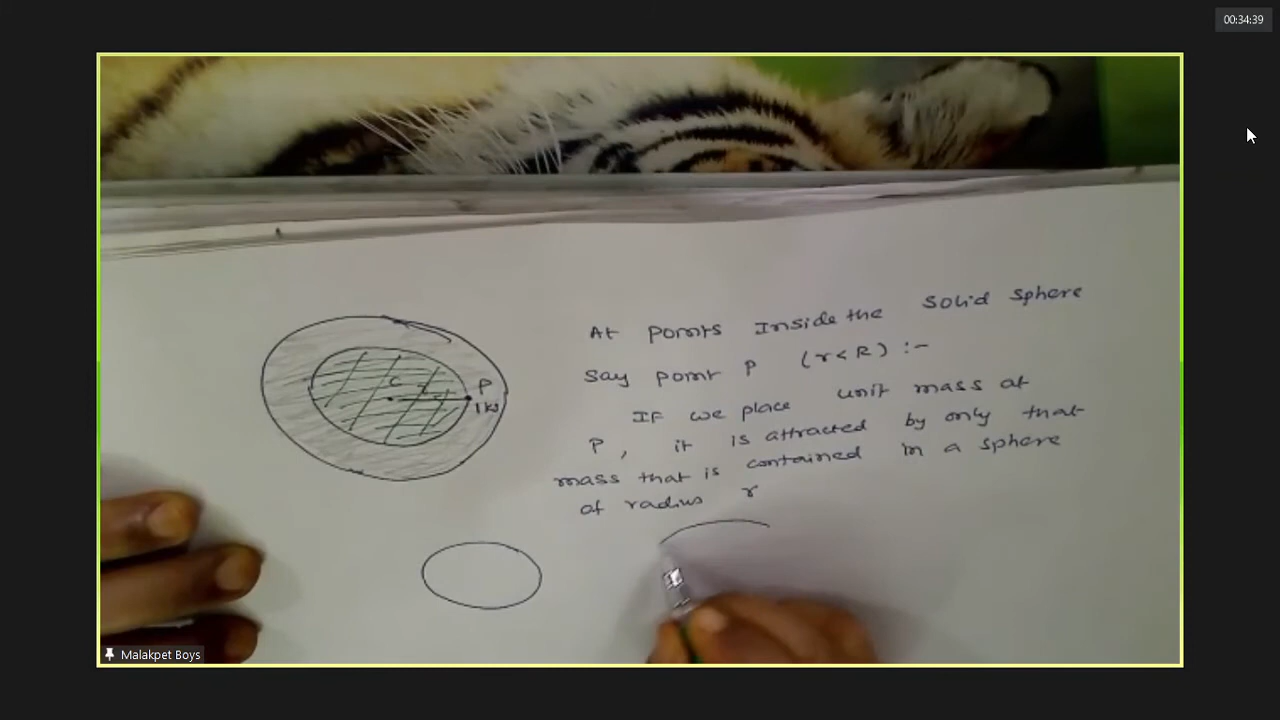 00:34:39
At points Inside the Solid Sphere
Say point P (r<R) :-
If we place unit mass at
P, it is attracted by only that
mass that is contained in a sphere
of radius r
C
r
P
1kg
Malakpet Boys